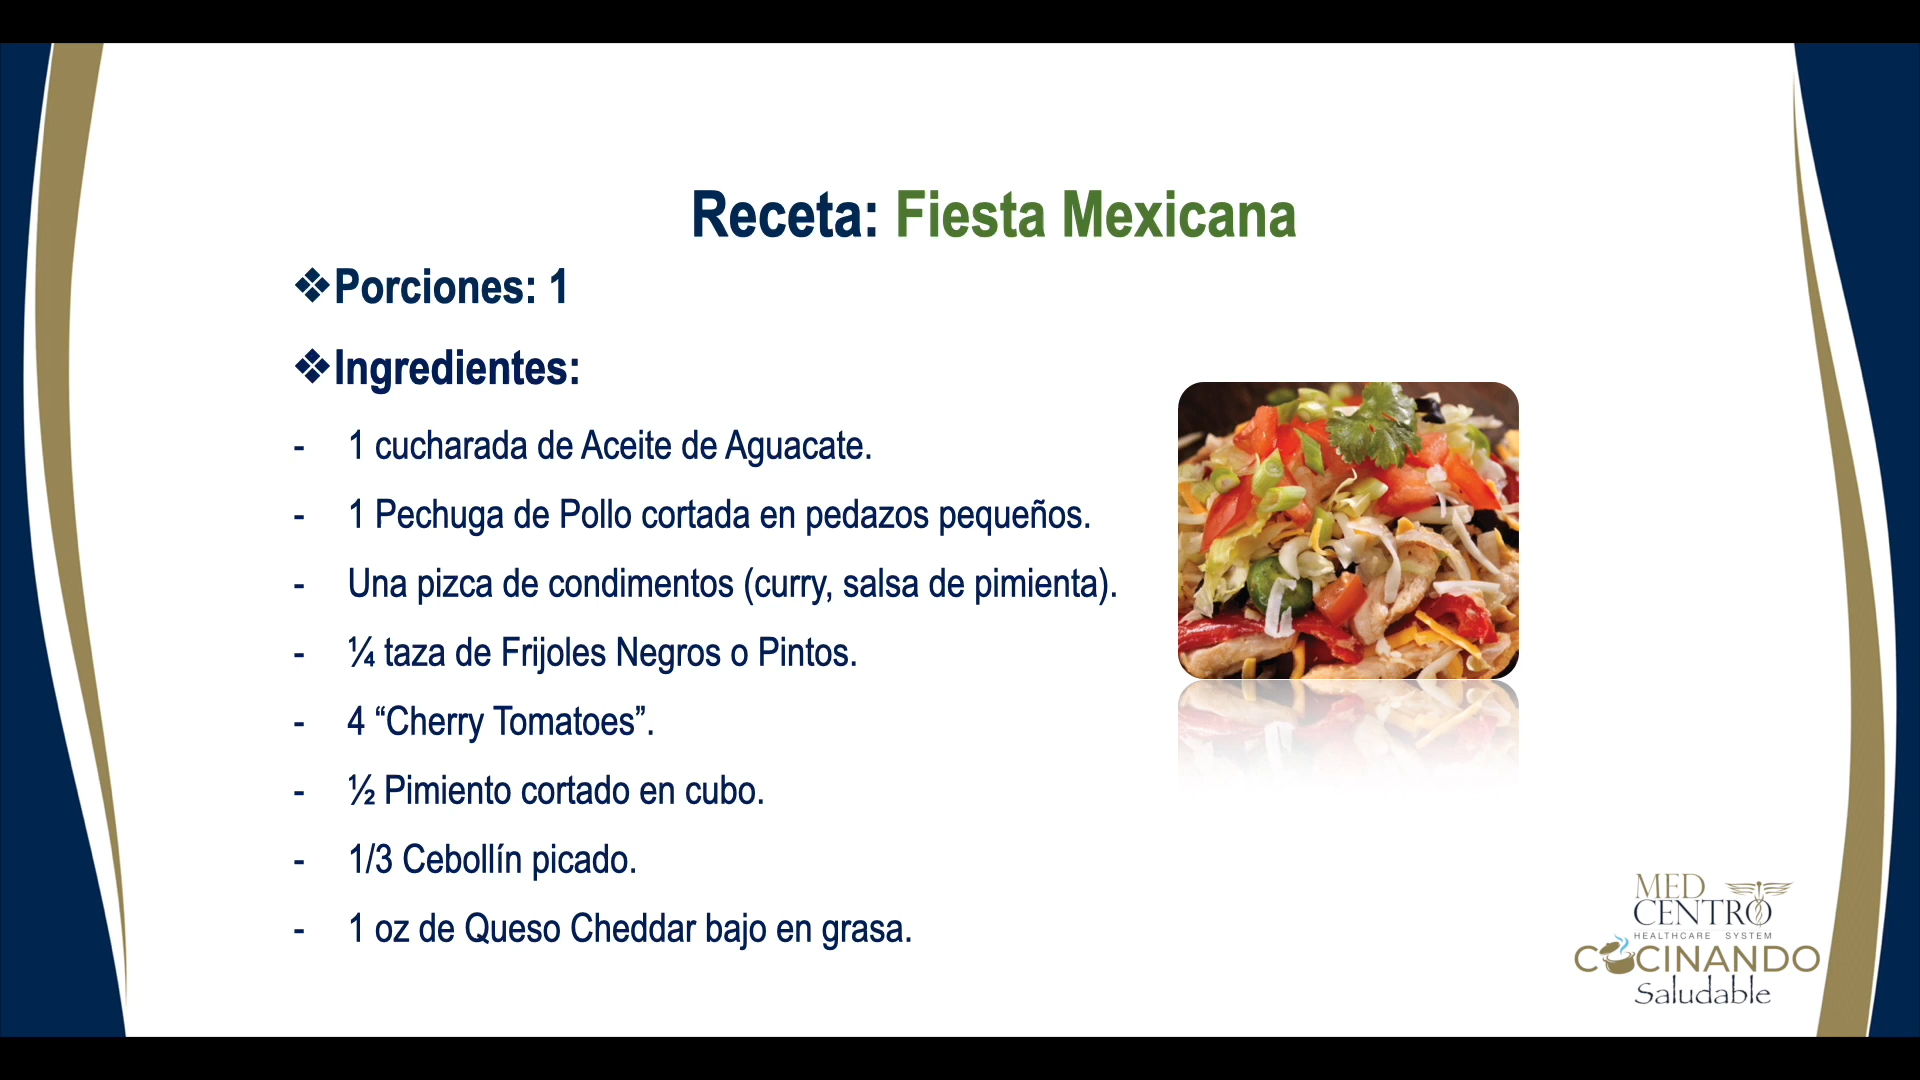 Receta: Fiesta Mexicana
❖Porciones: 1
❖Ingredientes:
- 1 cucharada de Aceite de Aguacate.
- 1 Pechuga de Pollo cortada en pedazos pequeños.
- Una pizca de condimentos (curry, salsa de pimienta).
- ¼ taza de Frijoles Negros o Pintos.
- 4 “Cherry Tomatoes”.
- ½ Pimiento cortado en cubo.
- 1/3 Cebollín picado.
- 1 oz de Queso Cheddar bajo en grasa.
MED
CENTRO
HEALTHCARE SYSTEM
COCINANDO
Saludable